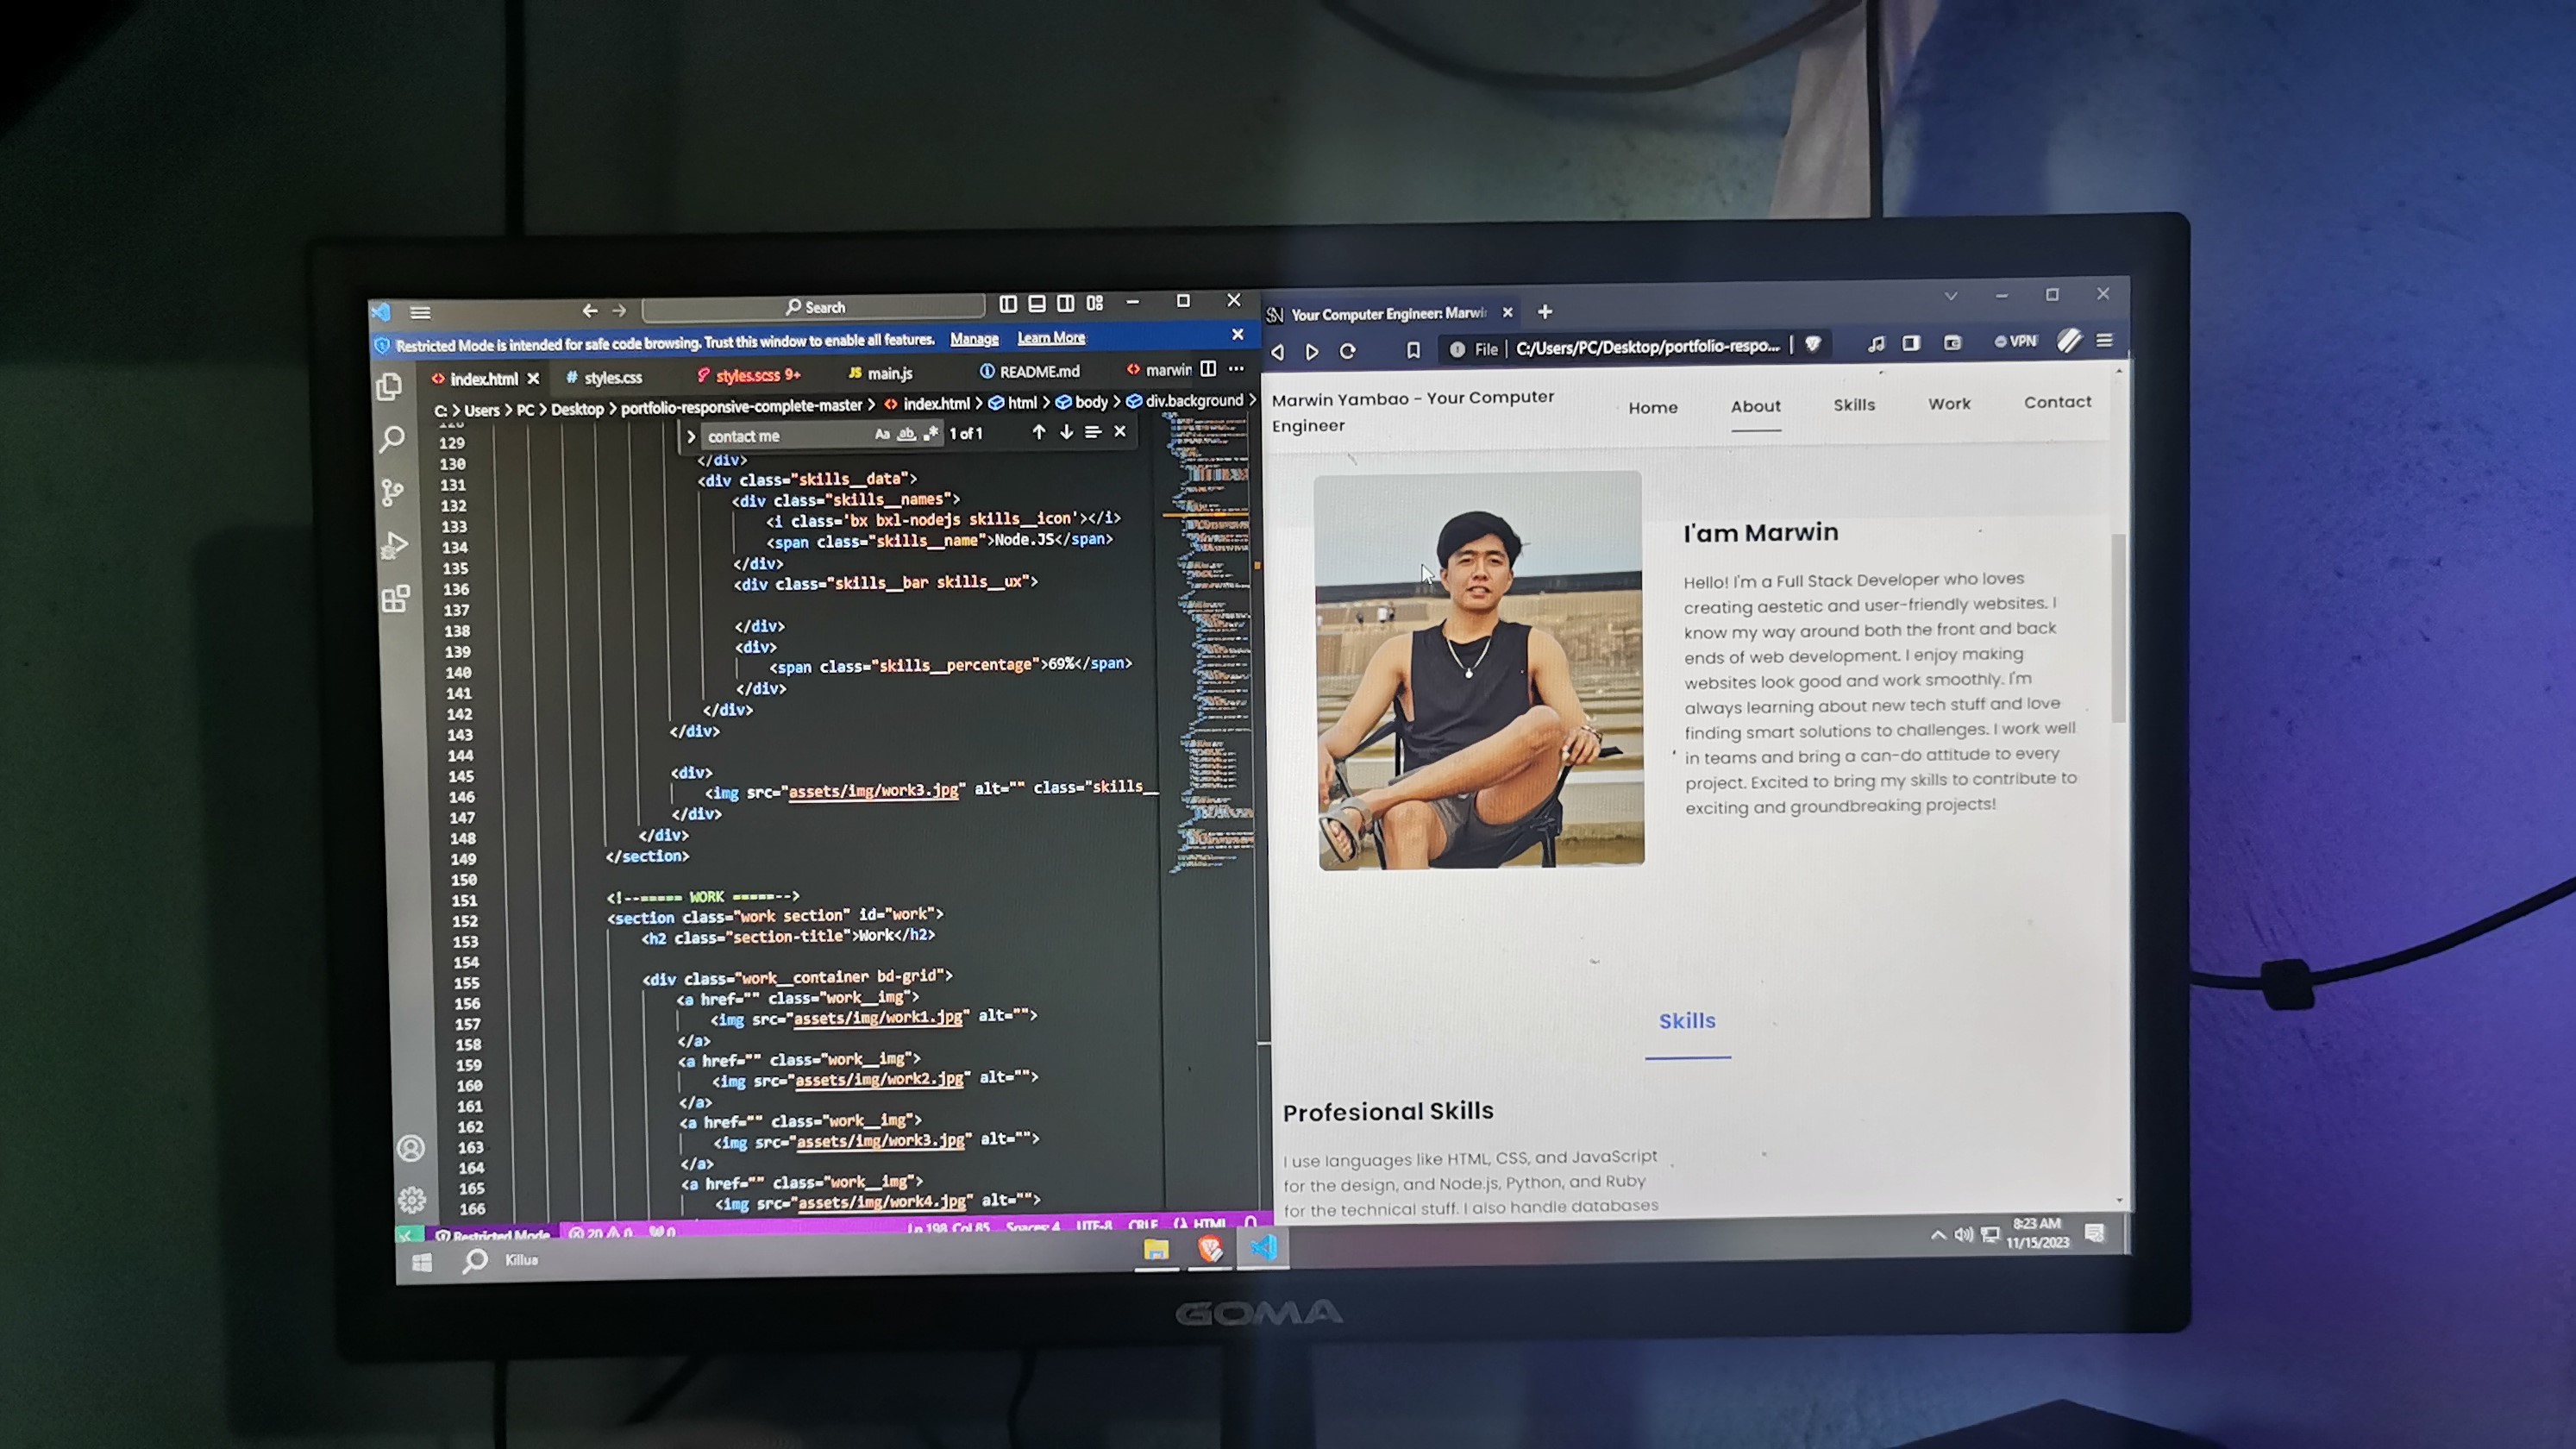 Search
Restricted Mode is intended for safe code browsing. Trust this window to enable all features. Manage Learn More
index.html # styles.css styles.scss 9+ JS main.js README.md marwin
C: > Users > PC > Desktop > portfolio-responsive-complete-master > index.html > html > body > div.background >
contact me Aa ab 1 of 1
129
130 </div>
131 <div class="skills__data">
132 <div class="skills__names">
133 <i class='bx bxl-nodejs skills__icon'></i>
134 <span class="skills__name">Node.JS</span>
135 </div>
136 <div class="skills__bar skills__ux">
137
138 </div>
139 <div>
140 <span class="skills__percentage">69%</span>
141 </div>
142 </div>
143 </div>
144
145 <div>
146 <img src="assets/img/work3.jpg" alt="" class="skills__
147 </div>
148 </div>
149 </section>
150
151 <!--===== WORK =====-->
152 <section class="work section" id="work">
153 <h2 class="section-title">Work</h2>
154
155 <div class="work__container bd-grid">
156 <a href="" class="work__img">
157 <img src="assets/img/work1.jpg" alt="">
158 </a>
159 <a href="" class="work__img">
160 <img src="assets/img/work2.jpg" alt="">
161 </a>
162 <a href="" class="work__img">
163 <img src="assets/img/work3.jpg" alt="">
164 </a>
165 <a href="" class="work__img">
166 <img src="assets/img/work4.jpg" alt="">
Restricted Mode 20 0 0 Ln 198, Col 85 Spaces: 4 UTF-8 CRLF HTML
Your Computer Engineer: Marwi
File C:/Users/PC/Desktop/portfolio-respo... VPN
Marwin Yambao - Your Computer
Engineer
Home About Skills Work Contact
I'am Marwin
Hello! I'm a Full Stack Developer who loves
creating aestetic and user-friendly websites. I
know my way around both the front and back
ends of web development. I enjoy making
websites look good and work smoothly. I'm
always learning about new tech stuff and love
finding smart solutions to challenges. I work well
in teams and bring a can-do attitude to every
project. Excited to bring my skills to contribute to
exciting and groundbreaking projects!
Skills
Profesional Skills
I use languages like HTML, CSS, and JavaScript
for the design, and Node.js, Python, and Ruby
for the technical stuff. I also handle databases
Killua
8:23 AM
11/15/2023
GOMA